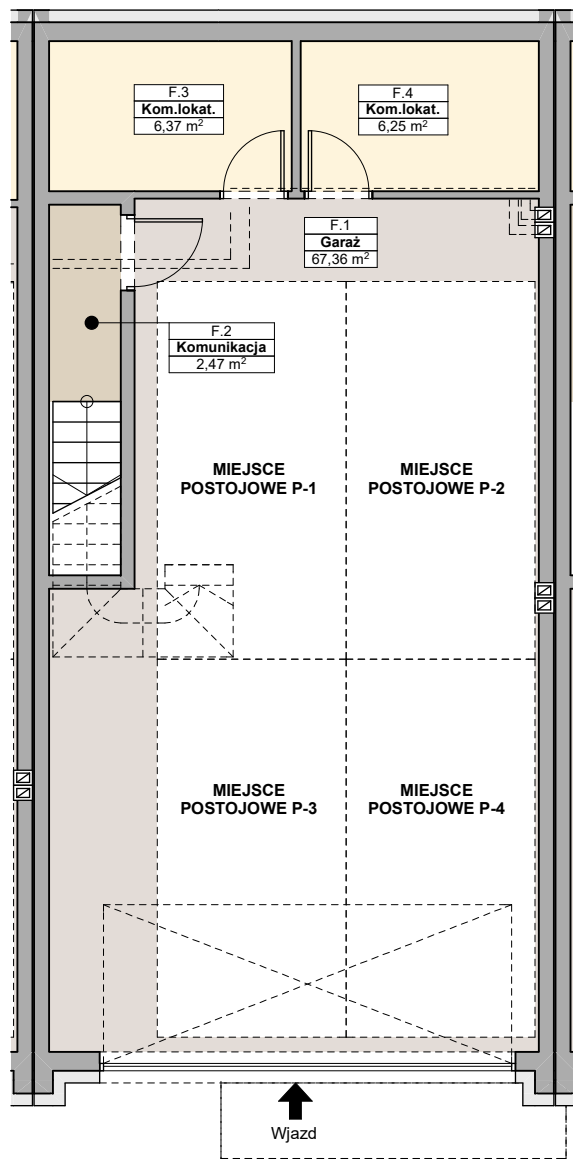 F.3
Kom.lokat.
6,37 m²
F.4
Kom.lokat.
6,25 m²
F.1
Garaż
67,36 m²
F.2
Komunikacja
2,47 m²
MIEJSCE
POSTOJOWE P-1
MIEJSCE
POSTOJOWE P-2
MIEJSCE
POSTOJOWE P-3
MIEJSCE
POSTOJOWE P-4
Wjazd